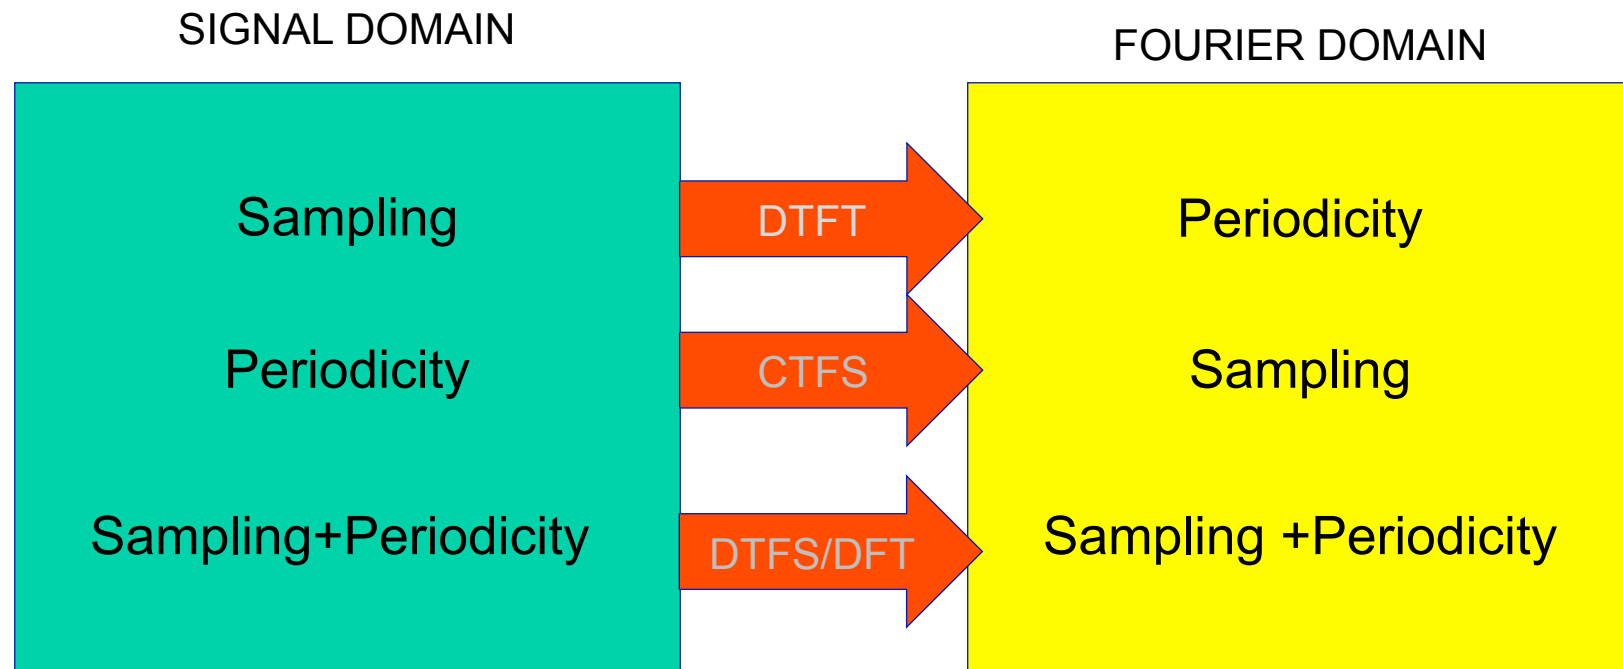 SIGNAL DOMAIN
FOURIER DOMAIN
Sampling
DTFT
Periodicity
Periodicity
CTFS
Sampling
Sampling+Periodicity
DTFS/DFT
Sampling +Periodicity